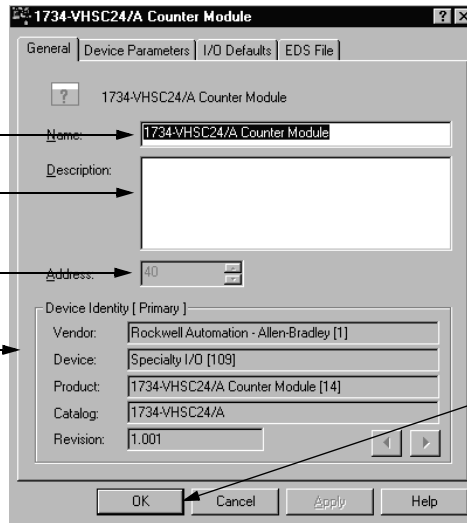 1734-VHSC24/A Counter Module
General Device Parameters I/O Defaults EDS File
? 1734-VHSC24/A Counter Module
Name: 1734-VHSC24/A Counter Module
Description:
Address: 40
Device Identity [ Primary ]
Vendor: Rockwell Automation - Allen-Bradley [1]
Device: Specialty I/O [109]
Product: 1734-VHSC24/A Counter Module [14]
Catalog: 1734-VHSC24/A
Revision: 1.001
OK Cancel Apply Help